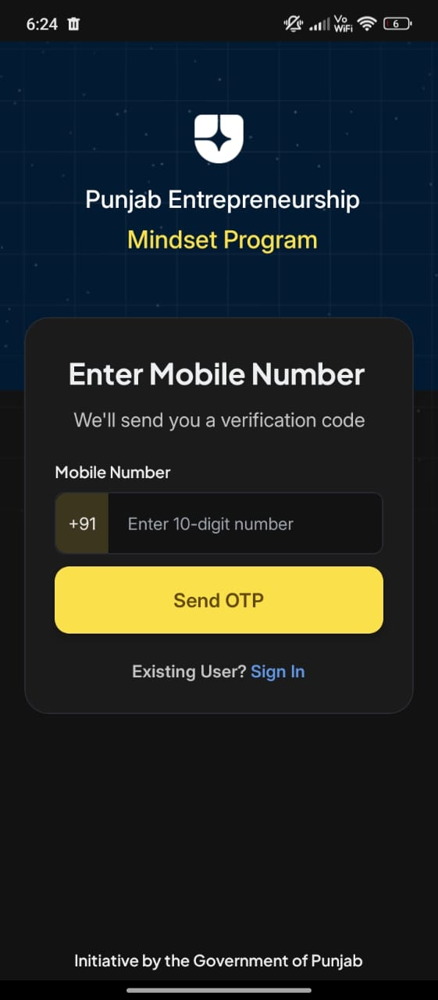 6:24
Vo
WiFi
6
Punjab Entrepreneurship
Mindset Program
Enter Mobile Number
We'll send you a verification code
Mobile Number
+91 Enter 10-digit number
Send OTP
Existing User? Sign In
Initiative by the Government of Punjab